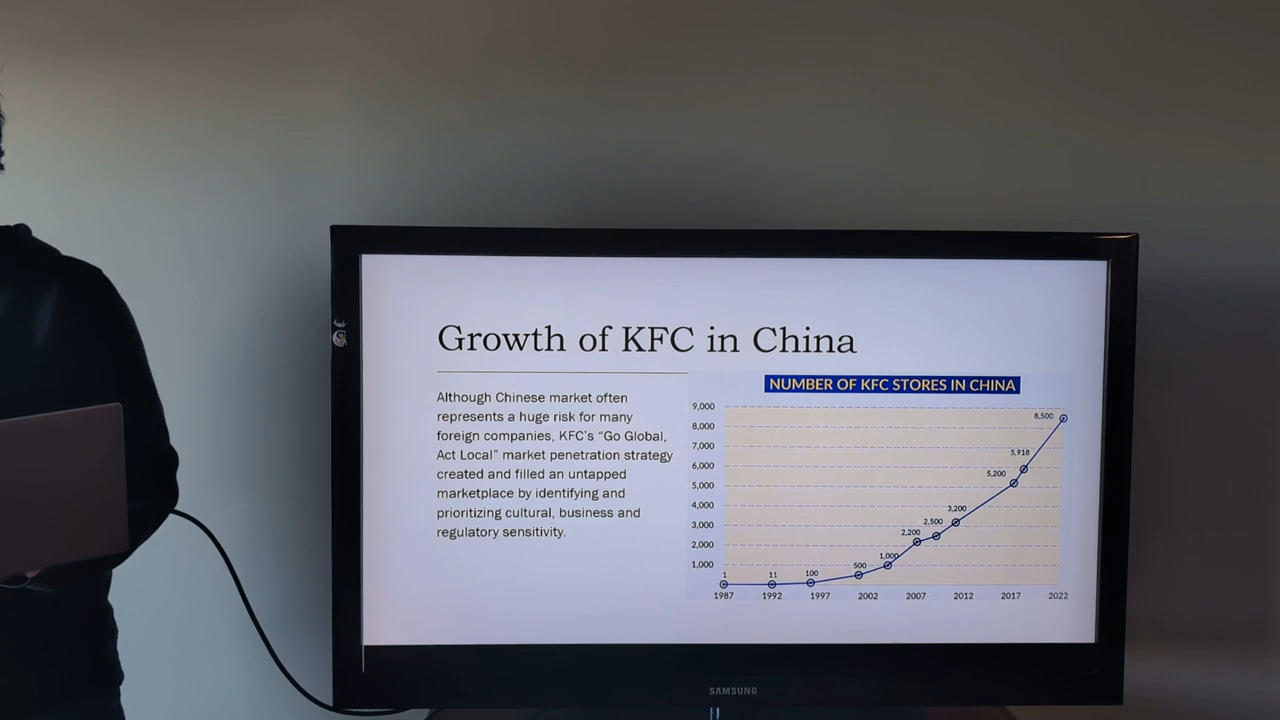 Growth of KFC in China
Although Chinese market often
represents a huge risk for many
foreign companies, KFC's "Go Global,
Act Local" market penetration strategy
created and filled an untapped
marketplace by identifying and
prioritizing cultural, business and
regulatory sensitivity.
NUMBER OF KFC STORES IN CHINA
9,000
8,000
7,000
6,000
5,000
4,000
3,000
2,000
1,000
1
11
100
500
1,000
2,200
2,500
3,200
5,200
5,918
8,500
1987 1992 1997 2002 2007 2012 2017 2022
SAMSUNG